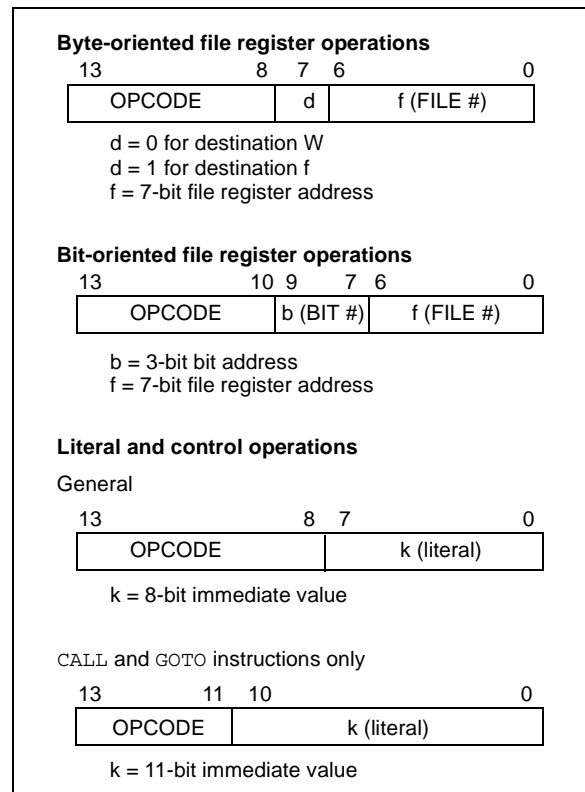 Byte-oriented file register operations
13 8 7 6 0
OPCODE d f (FILE #)
d = 0 for destination W
d = 1 for destination f
f = 7-bit file register address
Bit-oriented file register operations
13 10 9 7 6 0
OPCODE b (BIT #) f (FILE #)
b = 3-bit bit address
f = 7-bit file register address
Literal and control operations
General
13 8 7 0
OPCODE k (literal)
k = 8-bit immediate value
CALL and GOTO instructions only
13 11 10 0
OPCODE k (literal)
k = 11-bit immediate value